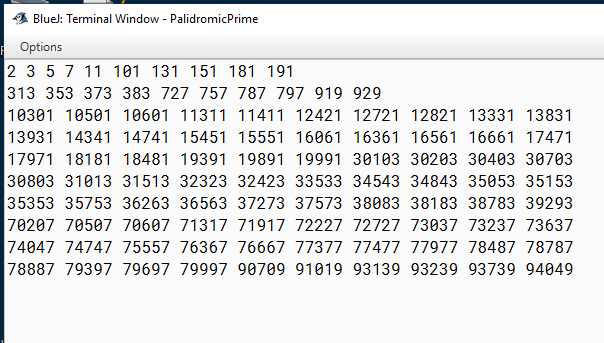 BlueJ: Terminal Window - PalidromicPrime
Options
2 3 5 7 11 101 131 151 181 191
313 353 373 383 727 757 787 797 919 929
10301 10501 10601 11311 11411 12421 12721 12821 13331 13831
13931 14341 14741 15451 15551 16061 16361 16561 16661 17471
17971 18181 18481 19391 19891 19991 30103 30203 30403 30703
30803 31013 31513 32323 32423 33533 34543 34843 35053 35153
35353 35753 36263 36563 37273 37573 38083 38183 38783 39293
70207 70507 70607 71317 71917 72227 72727 73037 73237 73637
74047 74747 75557 76367 76667 77377 77477 77977 78487 78787
78887 79397 79697 79997 90709 91019 93139 93239 93739 94049